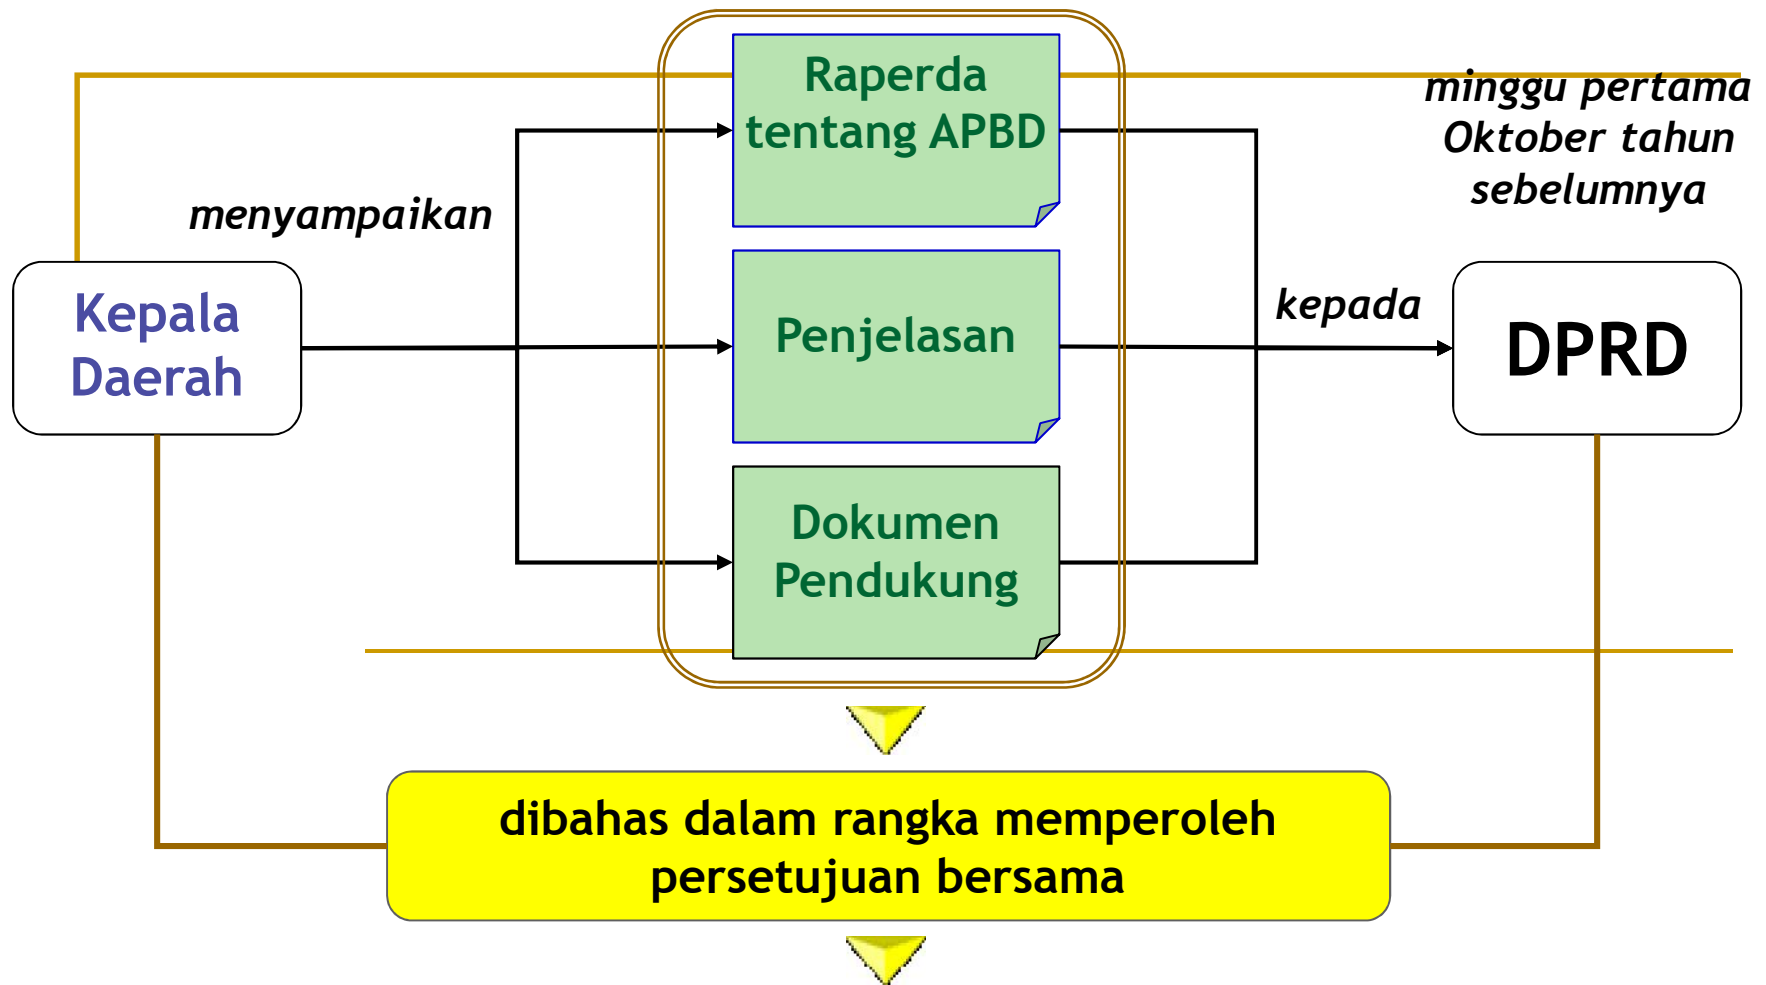 Raperda
tentang APBD
minggu pertama
Oktober tahun
sebelumnya
menyampaikan
Kepala
Daerah
Penjelasan
kepada
DPRD
Dokumen
Pendukung
dibahas dalam rangka memperoleh
persetujuan bersama